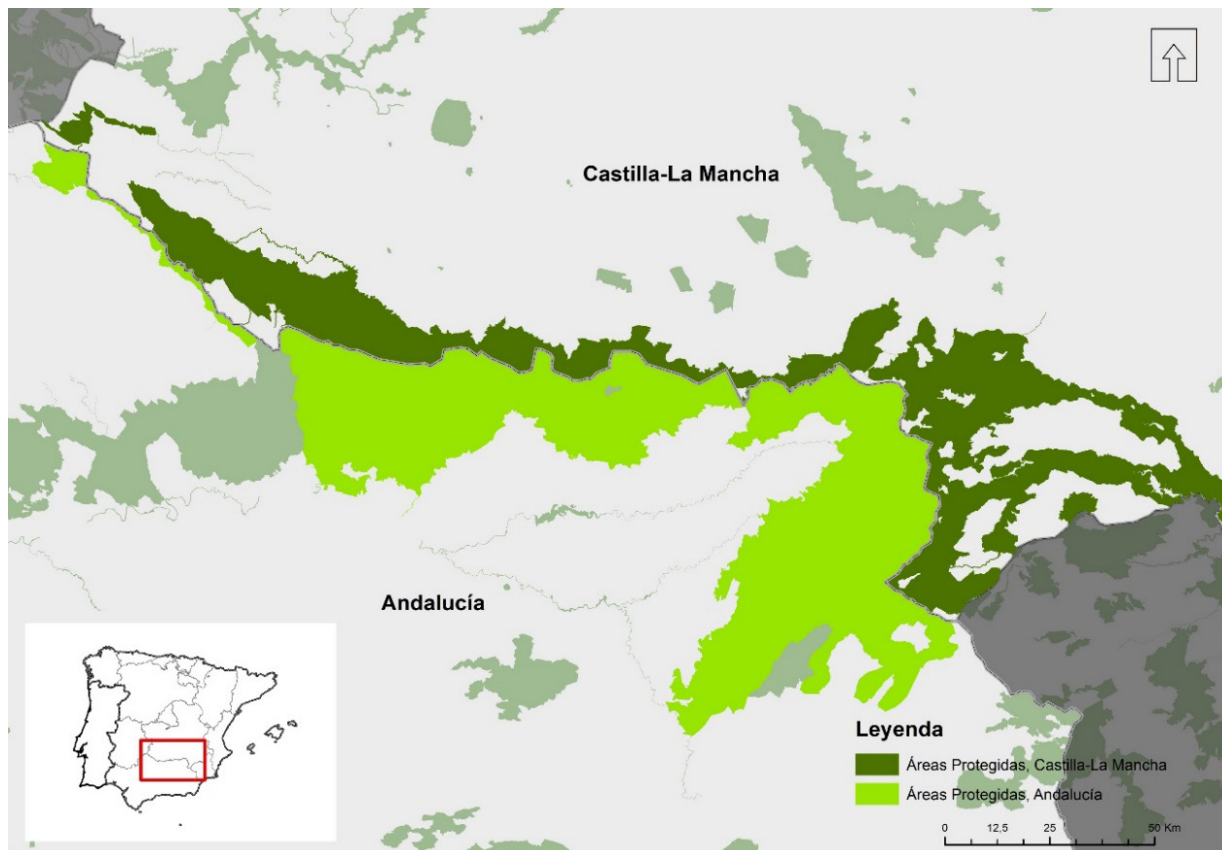 Castilla-La Mancha
Andalucía
Leyenda
Áreas Protegidas, Castilla-La Mancha
Áreas Protegidas, Andalucía
0 12,5 25 50 Km